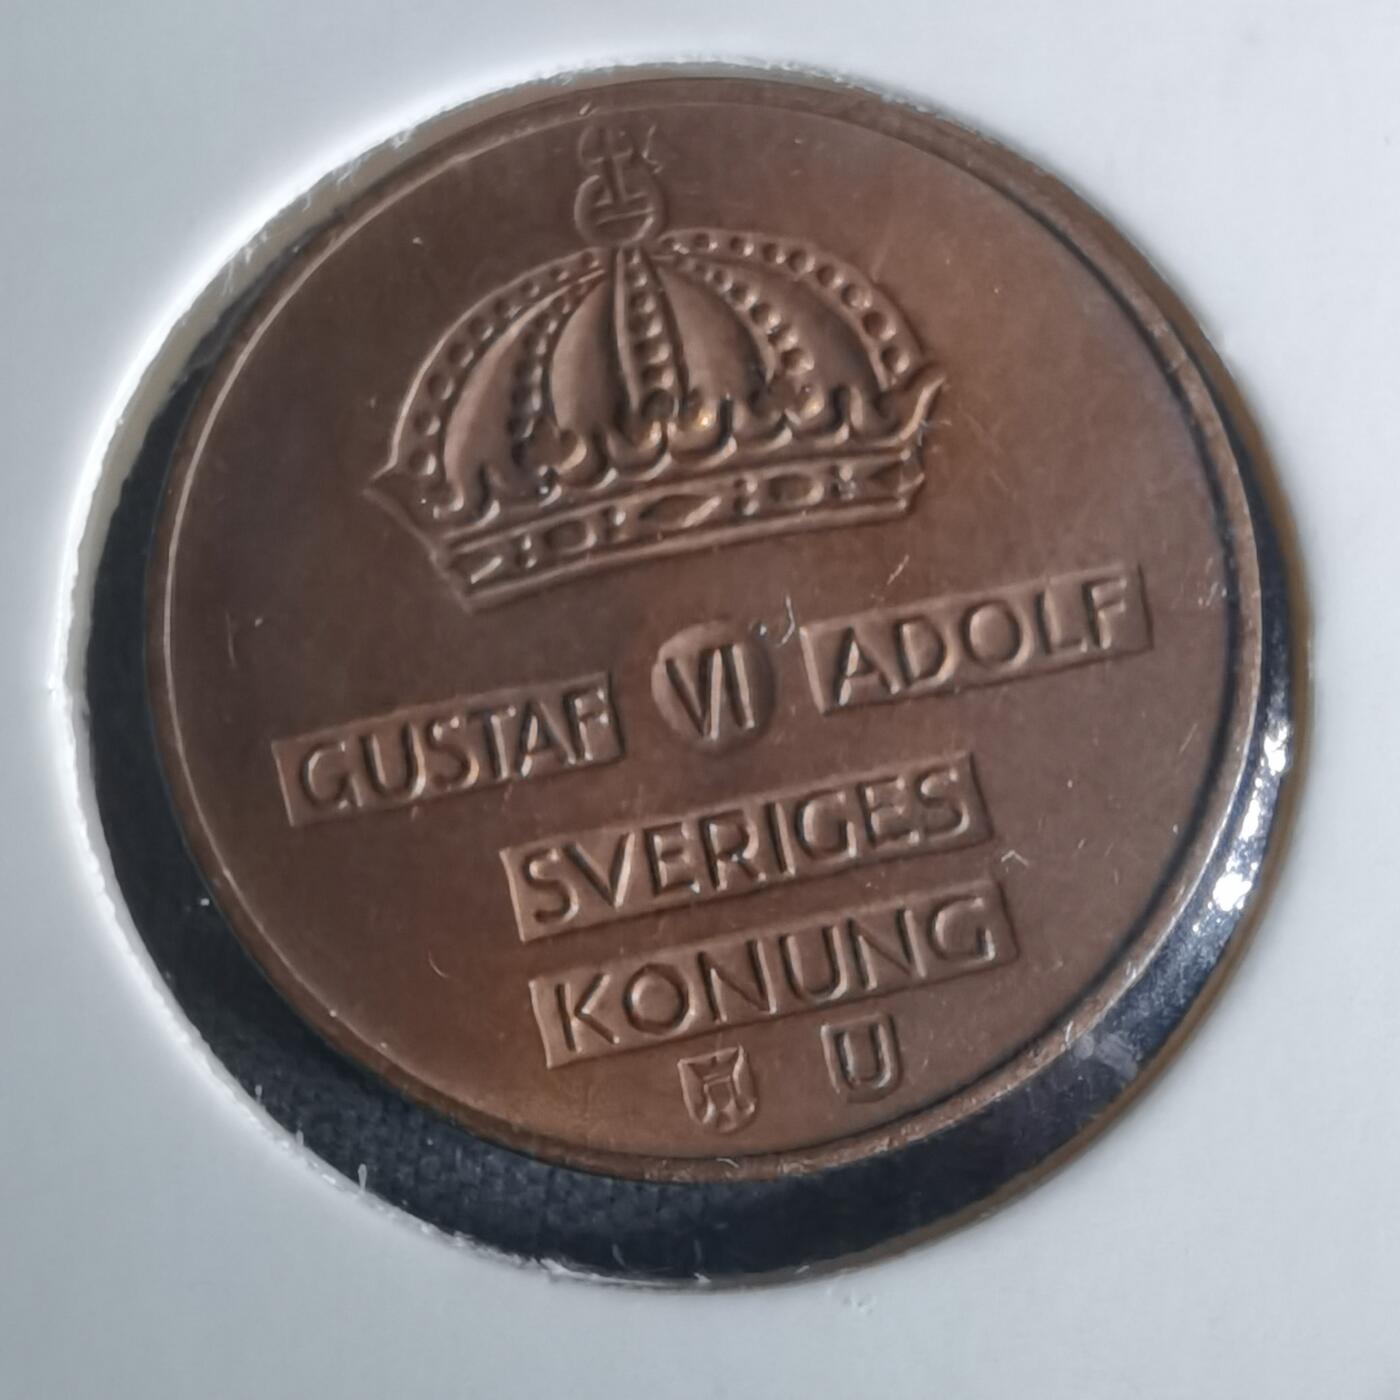 GUSTAF VI ADOLF
SVERIGES
KONUNG
U